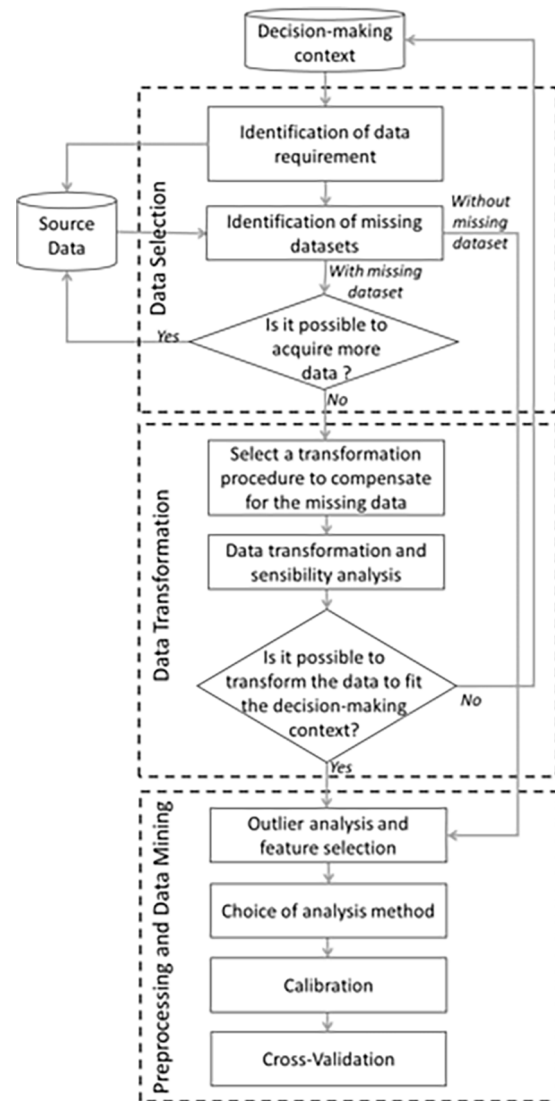 Decision-making
context
Data Selection
Identification of data
requirement
Source
Data
Identification of missing
datasets
Without
missing
dataset
With missing
dataset
Is it possible to
acquire more
data ?
Yes
No
Data Transformation
Select a transformation
procedure to compensate
for the missing data
Data transformation and
sensibility analysis
Is it possible to
transform the data to fit
the decision-making
context?
No
Yes
Preprocessing and Data Mining
Outlier analysis and
feature selection
Choice of analysis method
Calibration
Cross-Validation